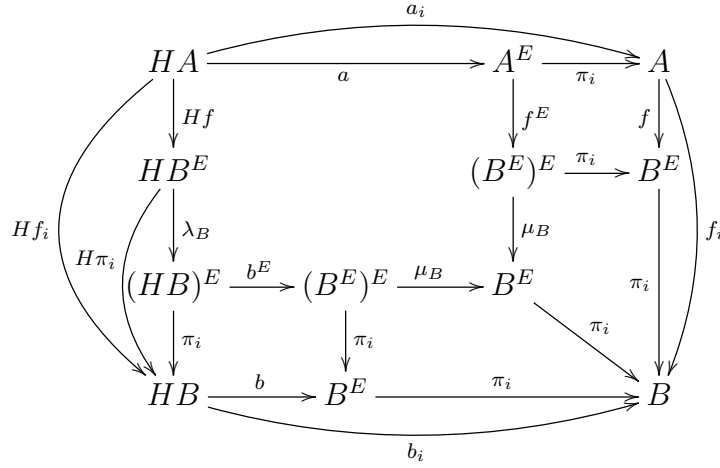 a_i
HA a A^E π_i A
Hf f^E f
HB^E (B^E)^E π_i B^E
Hf_i Hπ_i λ_B μ_B π_i f_i
(HB)^E b^E (B^E)^E μ_B B^E
π_i π_i π_i
HB b B^E π_i B
b_i